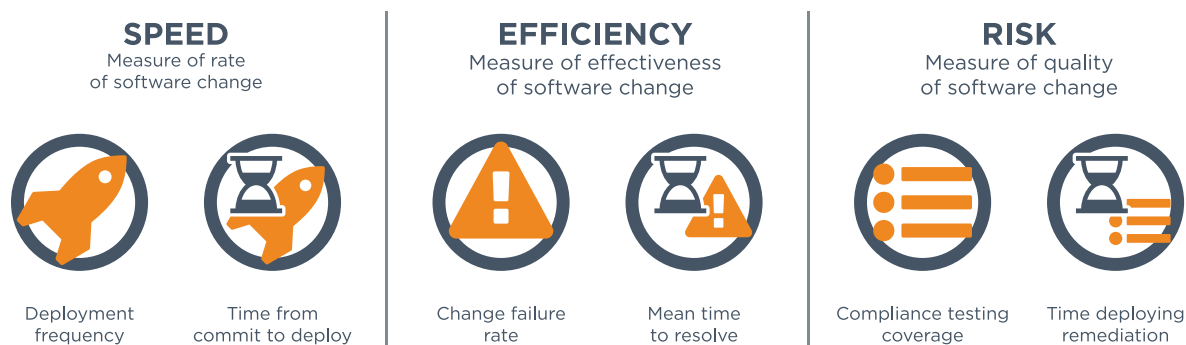 SPEED
Measure of rate
of software change
Deployment
frequency
Time from
commit to deploy
EFFICIENCY
Measure of effectiveness
of software change
Change failure
rate
Mean time
to resolve
RISK
Measure of quality
of software change
Compliance testing
coverage
Time deploying
remediation